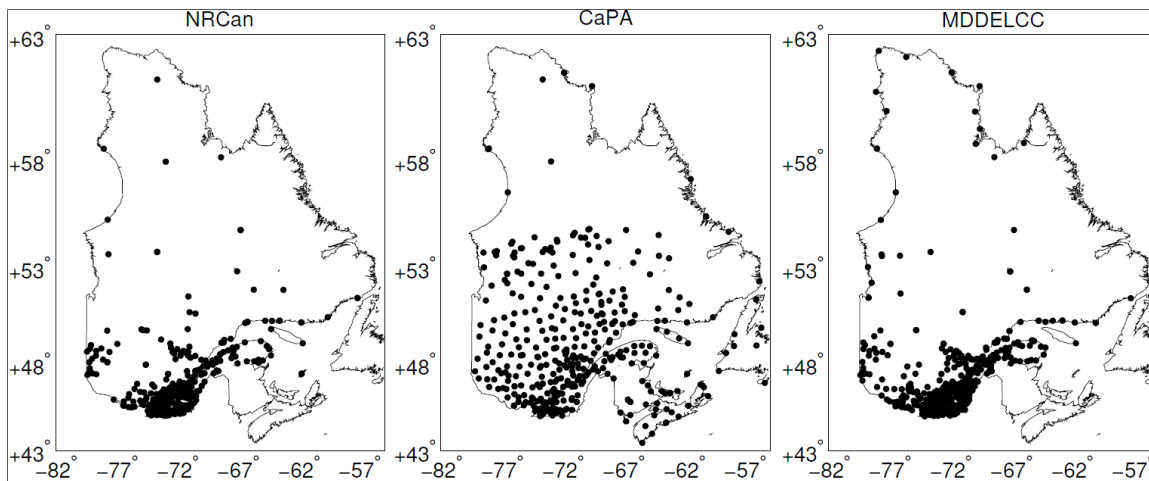 NRCan CaPA MDDELCC
+63° +63° +63°
+58° +58° +58°
+53° +53° +53°
+48° +48° +48°
+43° +43° +43°
−82 −77 −72 −67 −62 −57° −82 −77 −72 −67 −62 −57° −82 −77 −72 −67 −62 −57°